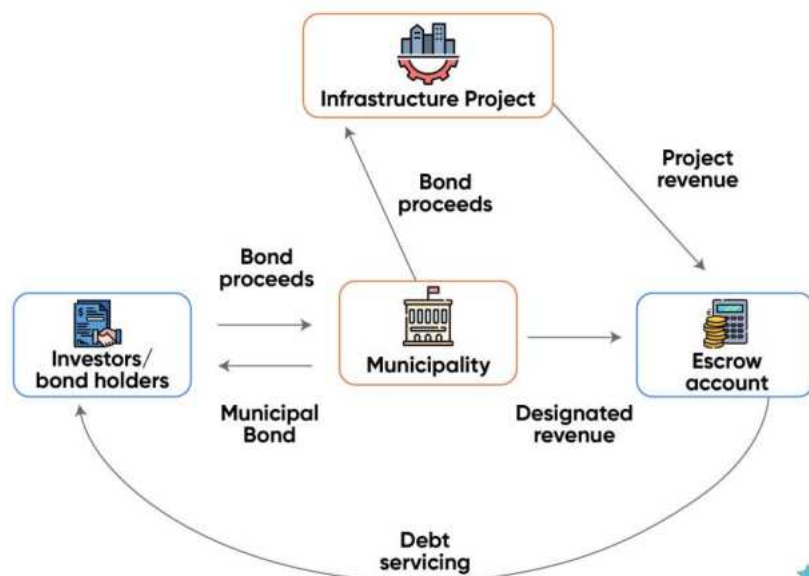 Infrastructure Project
Project
revenue
Bond
proceeds
Bond
proceeds
Investors/
bond holders
Municipality
Escrow
account
Municipal
Bond
Designated
revenue
Debt
servicing